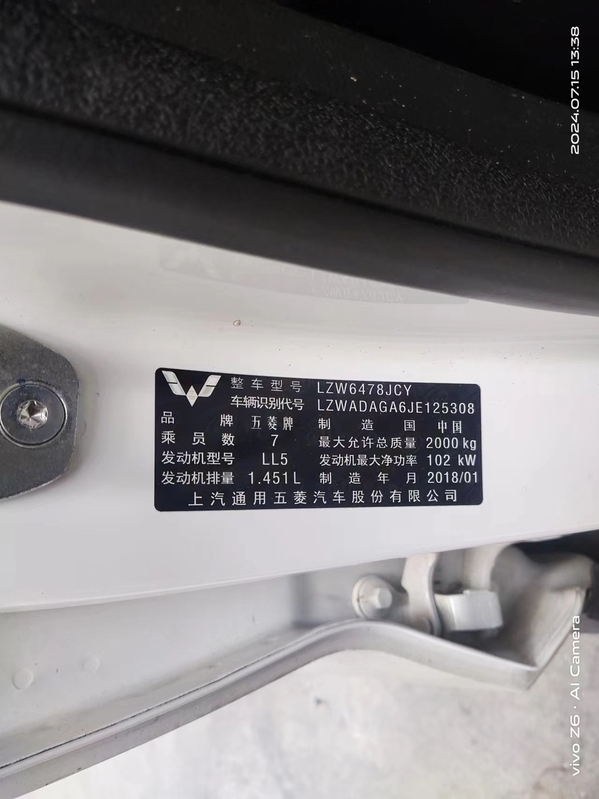 2024.07.15 13:38
整车型号 LZW6478JCY
车辆识别代号 LZWADAGA6JE125308
品牌 五菱牌 制造国 中国
乘员数 7 最大允许总质量 2000 kg
发动机型号 LL5 发动机最大净功率 102 kW
发动机排量 1.451L 制造年月 2018/01
上汽通用五菱汽车股份有限公司
vivo Z6 · AI Camera